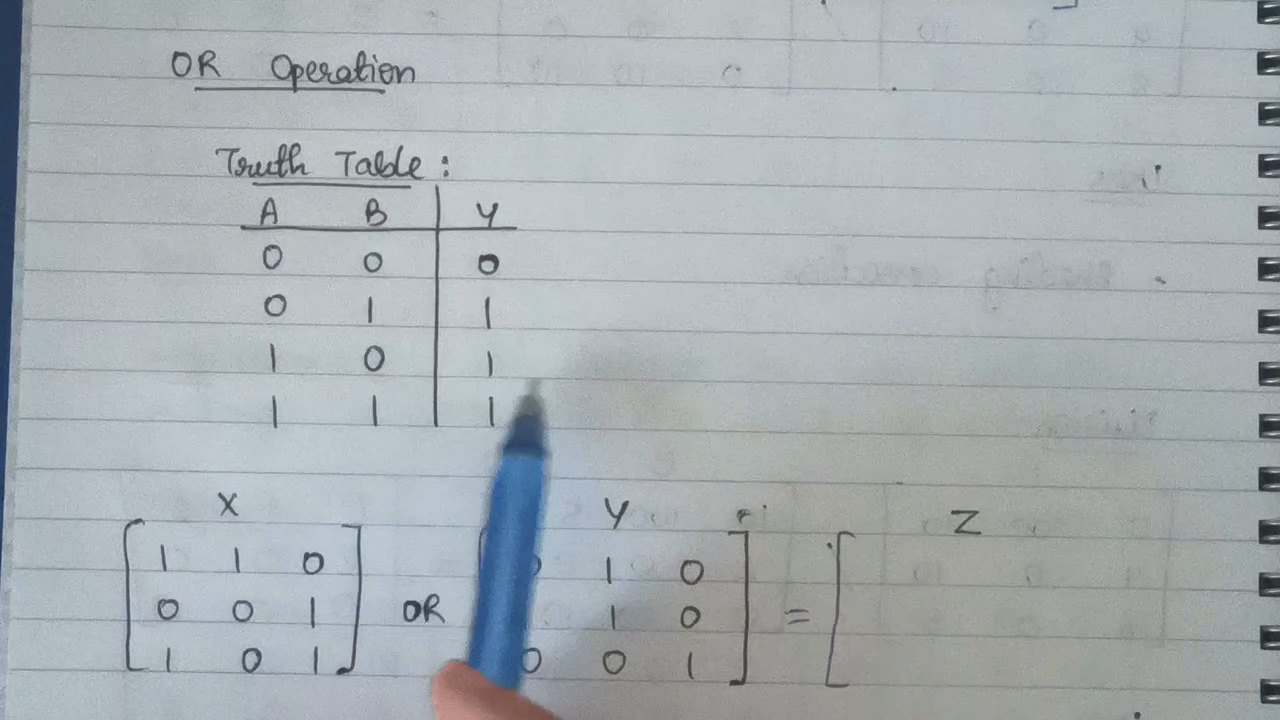 OR Operation
Truth Table :
A B Y
0 0 0
0 1 1
1 0 1
1 1 1
X Y Z
1 1 0 1 0
0 0 1 OR 1 0 =
1 0 1 0 0 1